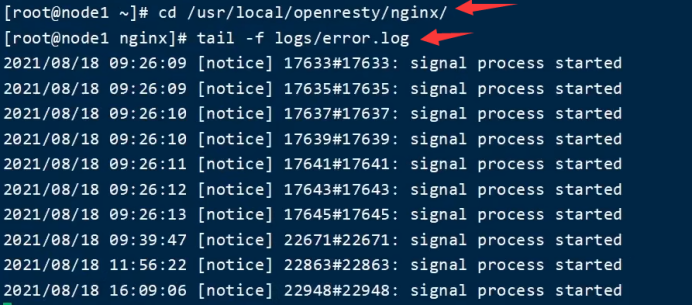 [root@node1 ~]# cd /usr/local/openresty/nginx/
[root@node1 nginx]# tail -f logs/error.log
2021/08/18 09:26:09 [notice] 17633#17633: signal process started
2021/08/18 09:26:09 [notice] 17635#17635: signal process started
2021/08/18 09:26:10 [notice] 17637#17637: signal process started
2021/08/18 09:26:10 [notice] 17639#17639: signal process started
2021/08/18 09:26:11 [notice] 17641#17641: signal process started
2021/08/18 09:26:12 [notice] 17643#17643: signal process started
2021/08/18 09:26:13 [notice] 17645#17645: signal process started
2021/08/18 09:39:47 [notice] 22671#22671: signal process started
2021/08/18 11:56:22 [notice] 22863#22863: signal process started
2021/08/18 16:09:06 [notice] 22948#22948: signal process started